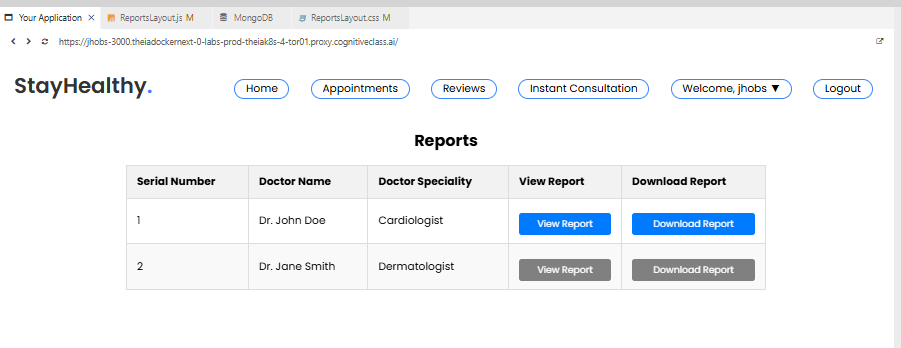 Your Application × ReportsLayout.js M MongoDB ReportsLayout.css M
https://jhobs-3000.theiadockernext-0-labs-prod-theiak8s-4-tor01.proxy.cognitiveclass.ai/
StayHealthy. Home Appointments Reviews Instant Consultation Welcome, jhobs ▼ Logout
Reports
Serial Number Doctor Name Doctor Speciality View Report Download Report
1 Dr. John Doe Cardiologist View Report Download Report
2 Dr. Jane Smith Dermatologist View Report Download Report